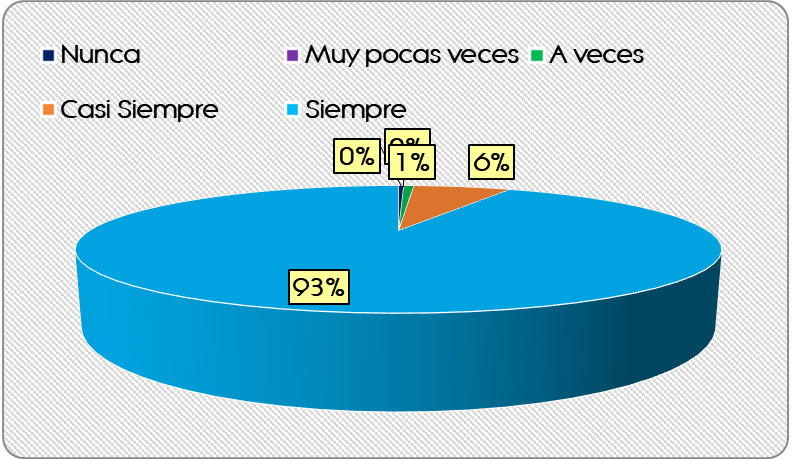 Nunca Muy pocas veces A veces
Casi Siempre Siempre
0% 1% 6%
93%